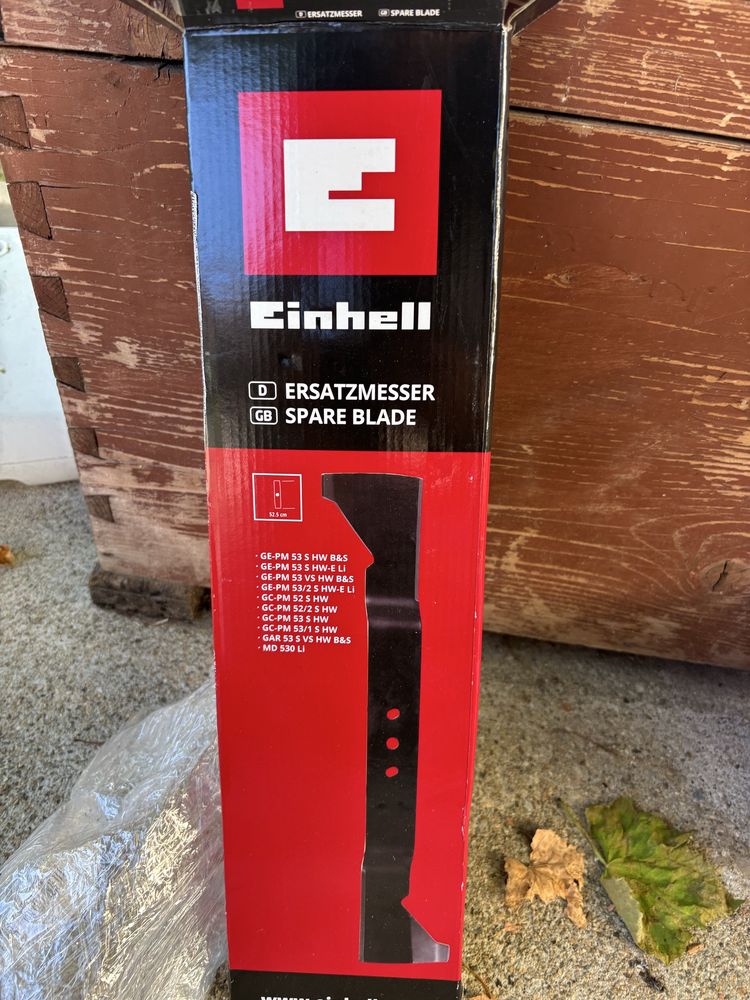 D ERSATZMESSER GB SPARE BLADE
Einhell
D ERSATZMESSER
GB SPARE BLADE
52.5 cm
· GE-PM 53 S HW B&S
· GE-PM 53 S HW-E Li
· GE-PM 53 VS HW B&S
· GE-PM 53/2 S HW-E Li
· GC-PM 52 S HW
· GC-PM 52/2 S HW
· GC-PM 53 S HW
· GC-PM 53/1 S HW
· GAR 53 S VS HW B&S
· MD 530 Li